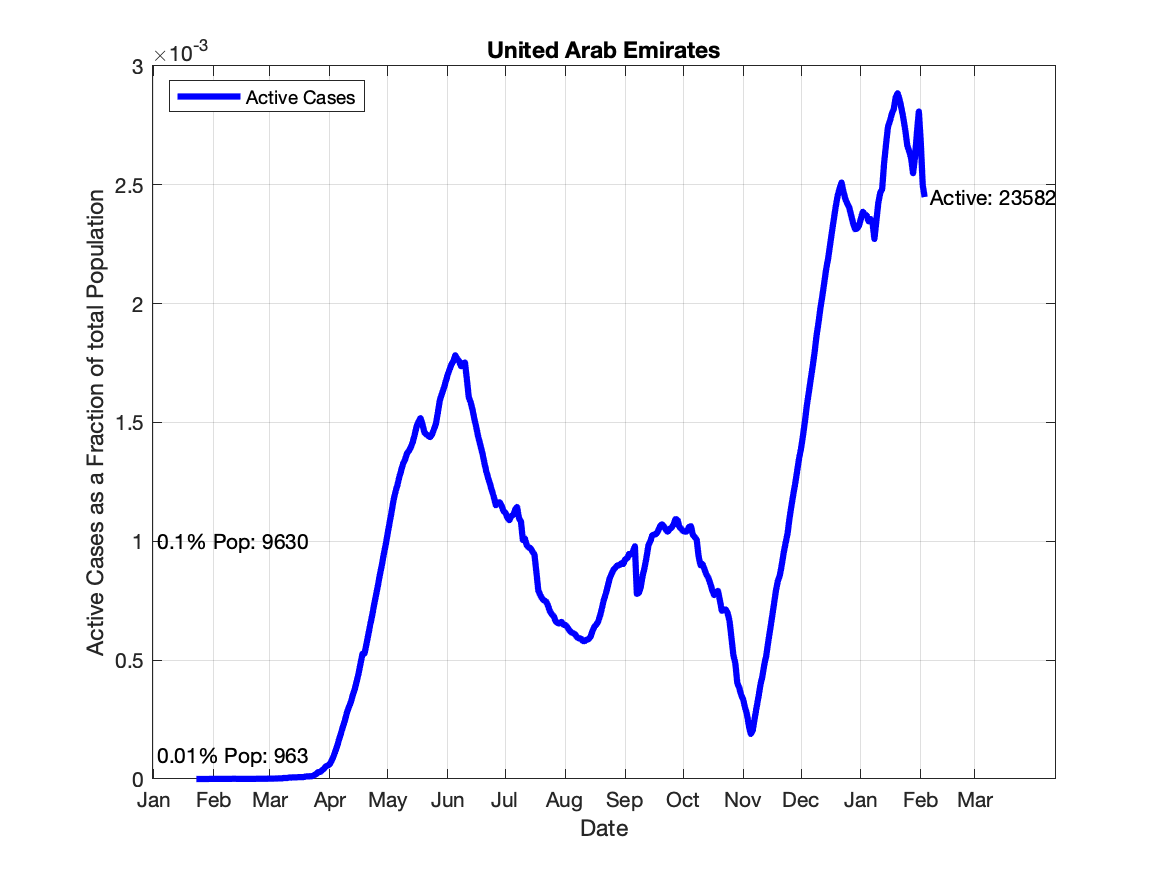 United Arab Emirates
×10-3
Active Cases
3
2.5
2
1.5
1
0.5
0
Active Cases as a Fraction of total Population
Active: 23582
0.1% Pop: 9630
0.01% Pop: 963
Jan Feb Mar Apr May Jun Jul Aug Sep Oct Nov Dec Jan Feb Mar
Date